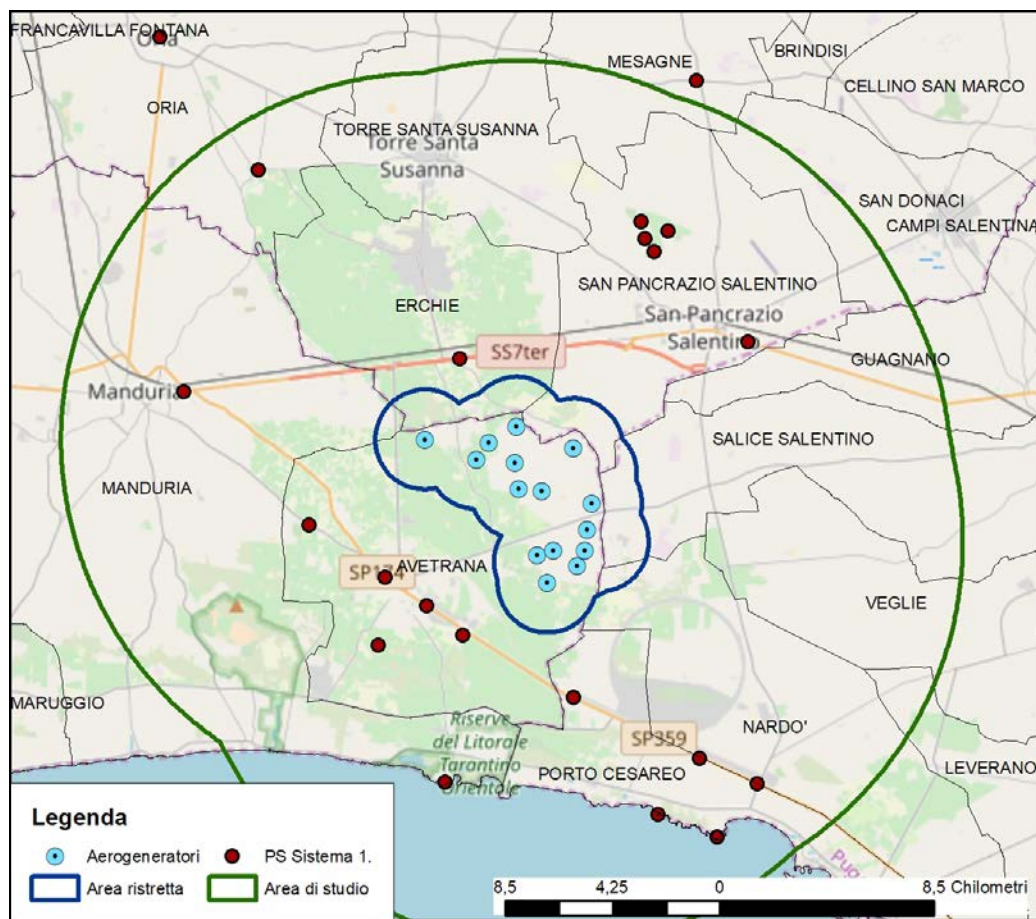 FRANCAVILLA FONTANA
Oria
MESAGNE
BRINDISI
CELLINO SAN MARCO
ORIA
TORRE SANTA SUSANNA
Torre Santa
Susanna
SAN DONACI
CAMPI SALENTINA
SAN PANCRAZIO SALENTINO
ERCHIE
San Pancrazio
Salentino
SS7ter
GUAGNANO
Manduria
SALICE SALENTINO
MANDURIA
AVETRANA
SP174
VEGLIE
MARUGGIO
Riserve
del Litorale
Tarantino
Orientale
SP359
NARDO'
PORTO CESAREO
LEVERANO
Legenda
Aerogeneratori
PS Sistema 1.
Area ristretta
Area di studio
8,5 4,25 0 8,5 Chilometri